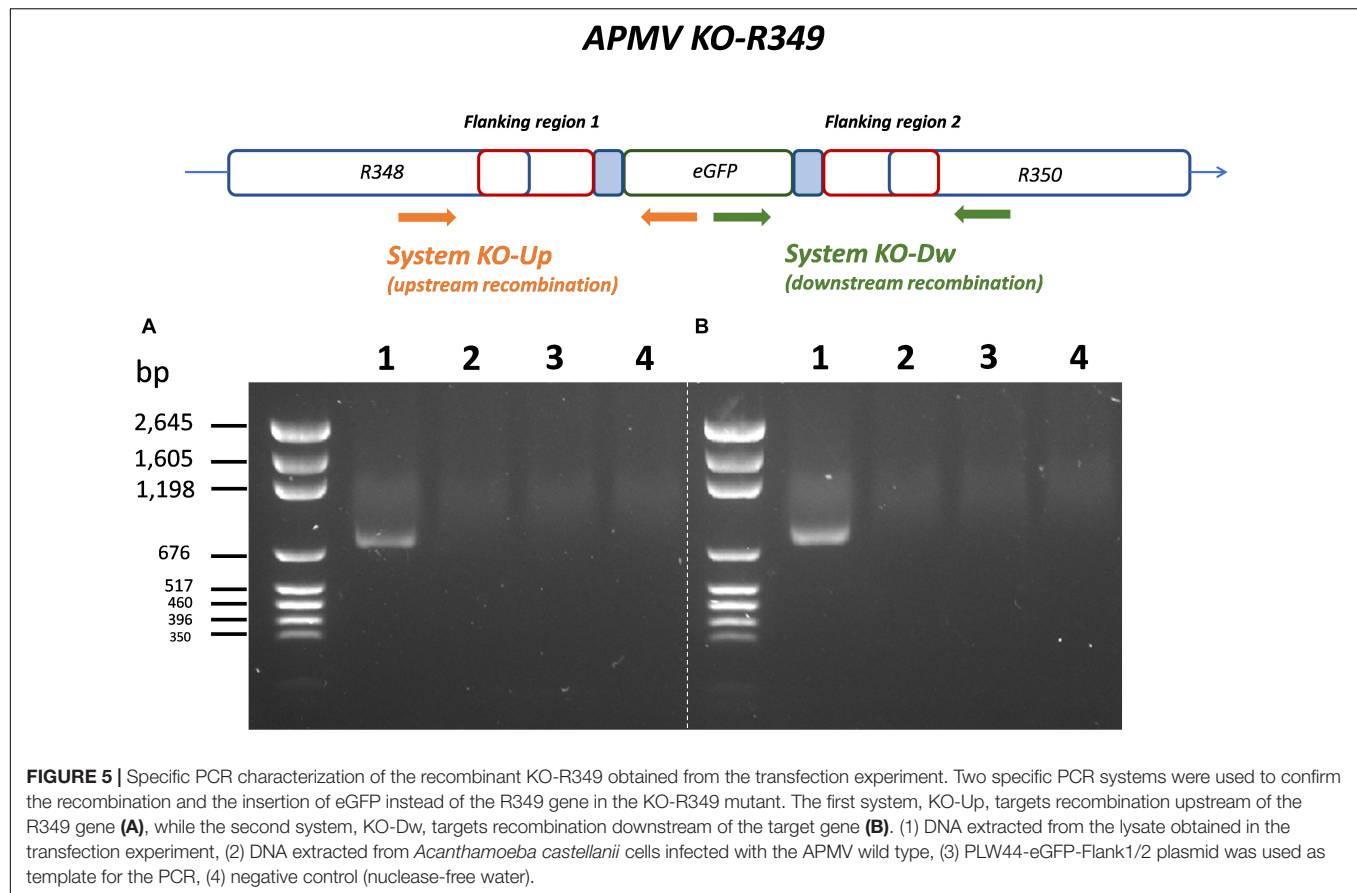 APMV KO-R349
Flanking region 1
Flanking region 2
R348
eGFP
R350
System KO-Up
(upstream recombination)
System KO-Dw
(downstream recombination)
A
B
bp
1
2
3
4
1
2
3
4
2,645
1,605
1,198
676
517
460
396
350
FIGURE 5 | Specific PCR characterization of the recombinant KO-R349 obtained from the transfection experiment. Two specific PCR systems were used to confirm
the recombination and the insertion of eGFP instead of the R349 gene in the KO-R349 mutant. The first system, KO-Up, targets recombination upstream of the
R349 gene (A), while the second system, KO-Dw, targets recombination downstream of the target gene (B). (1) DNA extracted from the lysate obtained in the
transfection experiment, (2) DNA extracted from Acanthamoeba castellanii cells infected with the APMV wild type, (3) PLW44-eGFP-Flank1/2 plasmid was used as
template for the PCR, (4) negative control (nuclease-free water).